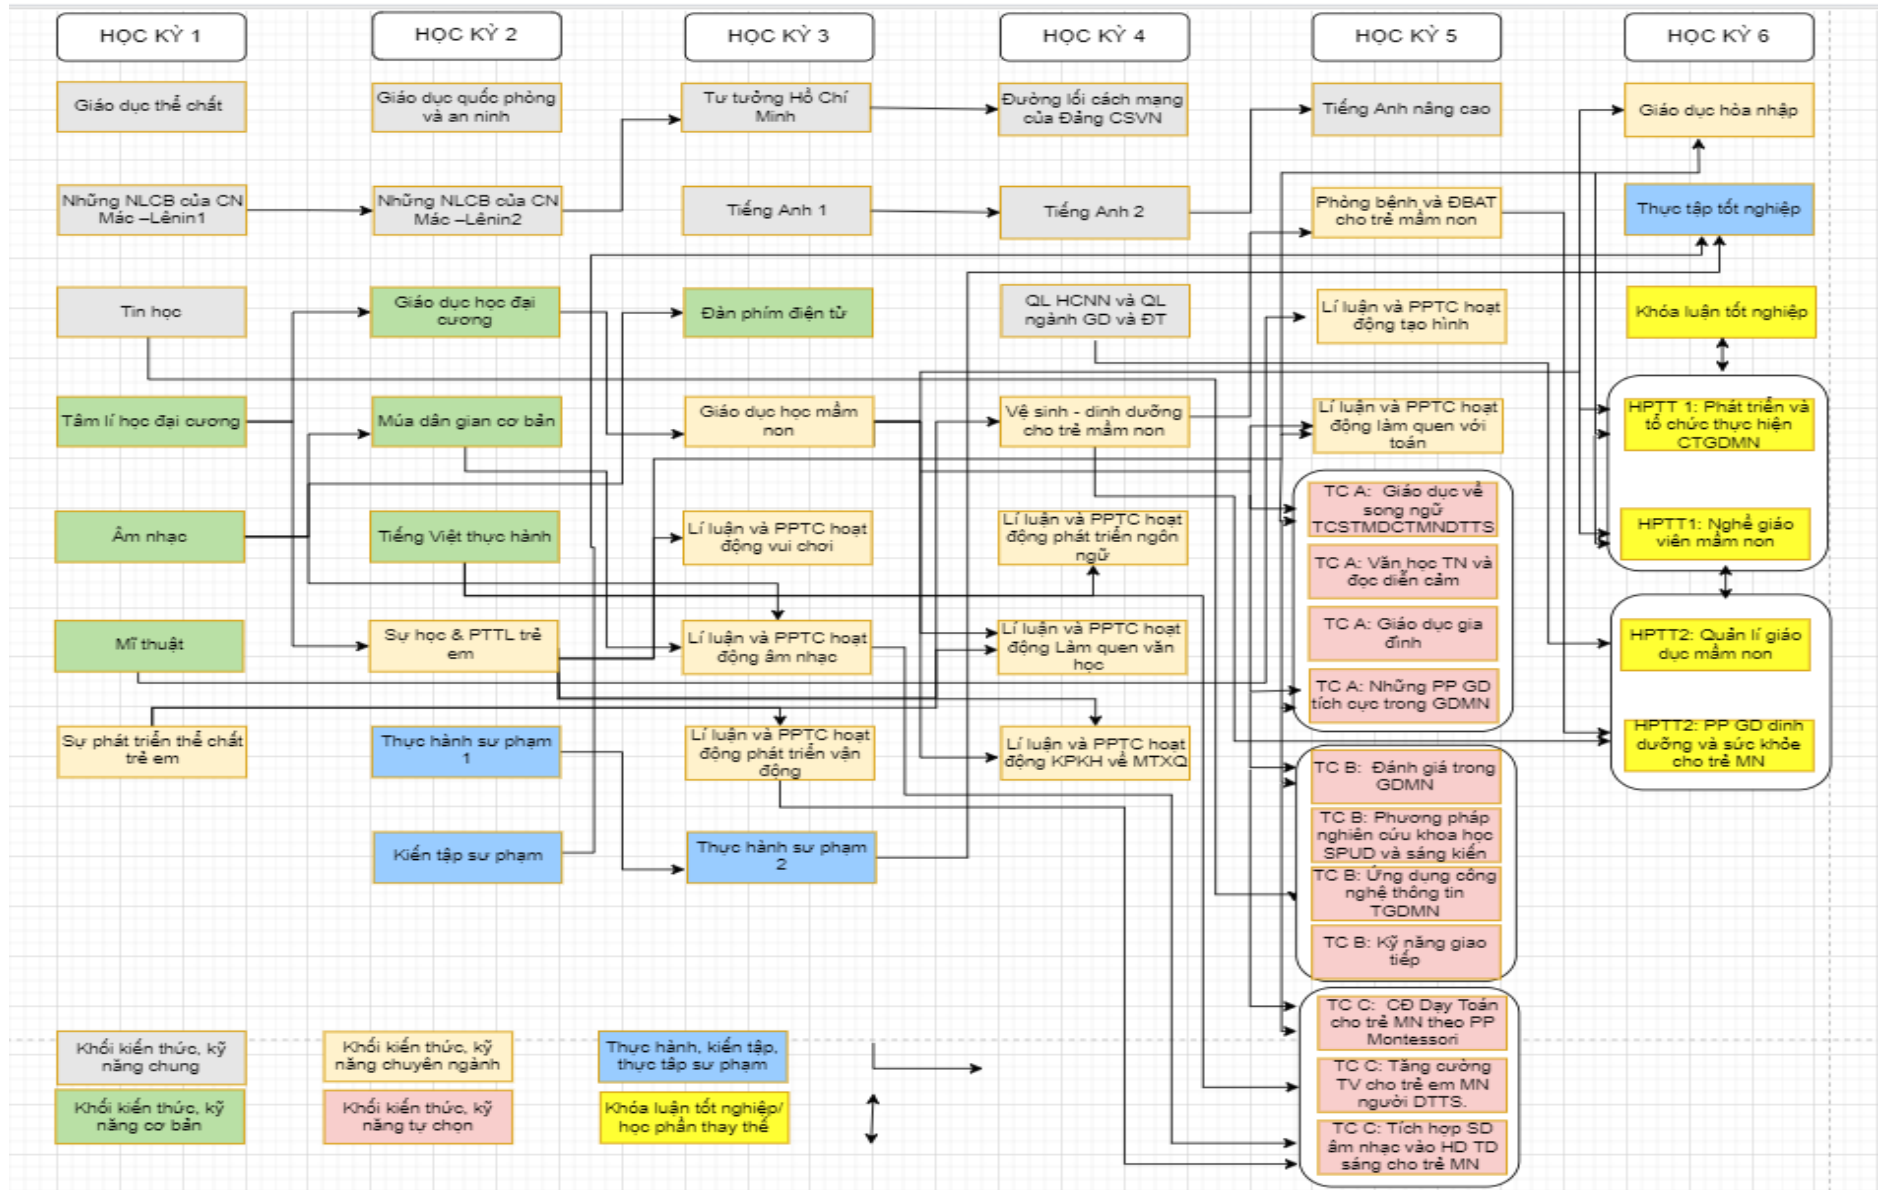 HỌC KỲ 1
HỌC KỲ 2
HỌC KỲ 3
HỌC KỲ 4
HỌC KỲ 5
HỌC KỲ 6
Giáo dục thể chất
Giáo dục quốc phòng
và an ninh
Tư tưởng Hồ Chí
Minh
Đường lối cách mạng
của Đảng CSVN
Tiếng Anh nâng cao
Giáo dục hòa nhập
Những NLCB của CN
Mác –Lênin1
Những NLCB của CN
Mác –Lênin2
Tiếng Anh 1
Tiếng Anh 2
Phòng bệnh và ĐBAT
cho trẻ mầm non
Thực tập tốt nghiệp
Tin học
Giáo dục học đại
cương
Đàn phím điện tử
QL HCNN và QL
ngành GD và ĐT
Lí luận và PPTC hoạt
động tạo hình
Khóa luận tốt nghiệp
Tâm lí học đại cương
Múa dân gian cơ bản
Giáo dục học mầm
non
Vệ sinh - dinh dưỡng
cho trẻ mầm non
Lí luận và PPTC hoạt
động làm quen với
toán
HPTT 1: Phát triển và
tổ chức thực hiện
CTGDMN
Âm nhạc
Tiếng Việt thực hành
Lí luận và PPTC hoạt
động vui chơi
Lí luận và PPTC hoạt
động phát triển ngôn
ngữ
TC A:  Giáo dục về
song ngữ
TCSTMDCTMNDTTS
HPTT1: Nghề giáo
viên mầm non
TC A: Văn học TN và
đọc diễn cảm
Mĩ thuật
Sự học & PTTL trẻ
em
Lí luận và PPTC hoạt
động âm nhạc
Lí luận và PPTC hoạt
động Làm quen văn
học
TC A: Giáo dục gia
đình
HPTT2: Quản lí giáo
dục mầm non
TC A: Những PP GD
tích cực trong GDMN
Sự phát triển thể chất
trẻ em
Thực hành sư phạm
1
Lí luận và PPTC hoạt
động phát triển vận
động
Lí luận và PPTC hoạt
động KPKH về MTXQ
TC B:  Đánh giá trong
GDMN
HPTT2: PP GD dinh
dưỡng và sức khỏe
cho trẻ MN
Kiến tập sư phạm
Thực hành sư phạm
2
TC B: Phương pháp
nghiên cứu khoa học
SPUD và sáng kiến
TC B: Ứng dụng công
nghệ thông tin
TGDMN
TC B: Kỹ năng giao
tiếp
TC C:  CĐ Dạy Toán
cho trẻ MN theo PP
Montessori
TC C: Tăng cường
TV cho trẻ em MN
người DTTS.
TC C: Tích hợp SD
âm nhạc vào HD TD
sáng cho trẻ MN
Khối kiến thức, kỹ
năng chung
Khối kiến thức, kỹ
năng chuyên ngành
Thực hành, kiến tập,
thực tập sư phạm
Khối kiến thức, kỹ
năng cơ bản
Khối kiến thức, kỹ
năng tự chọn
Khóa luận tốt nghiệp/
học phần thay thế